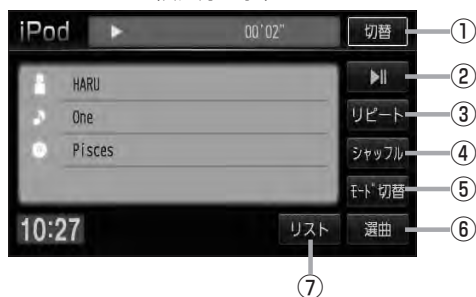 iPod ▶ 00'02" 切替 ①
HARU ▶II ②
One リピート ③
Pisces シャッフル ④
ﾓｰﾄﾞ切替 ⑤
10:27 リスト 選曲 ⑥
⑦